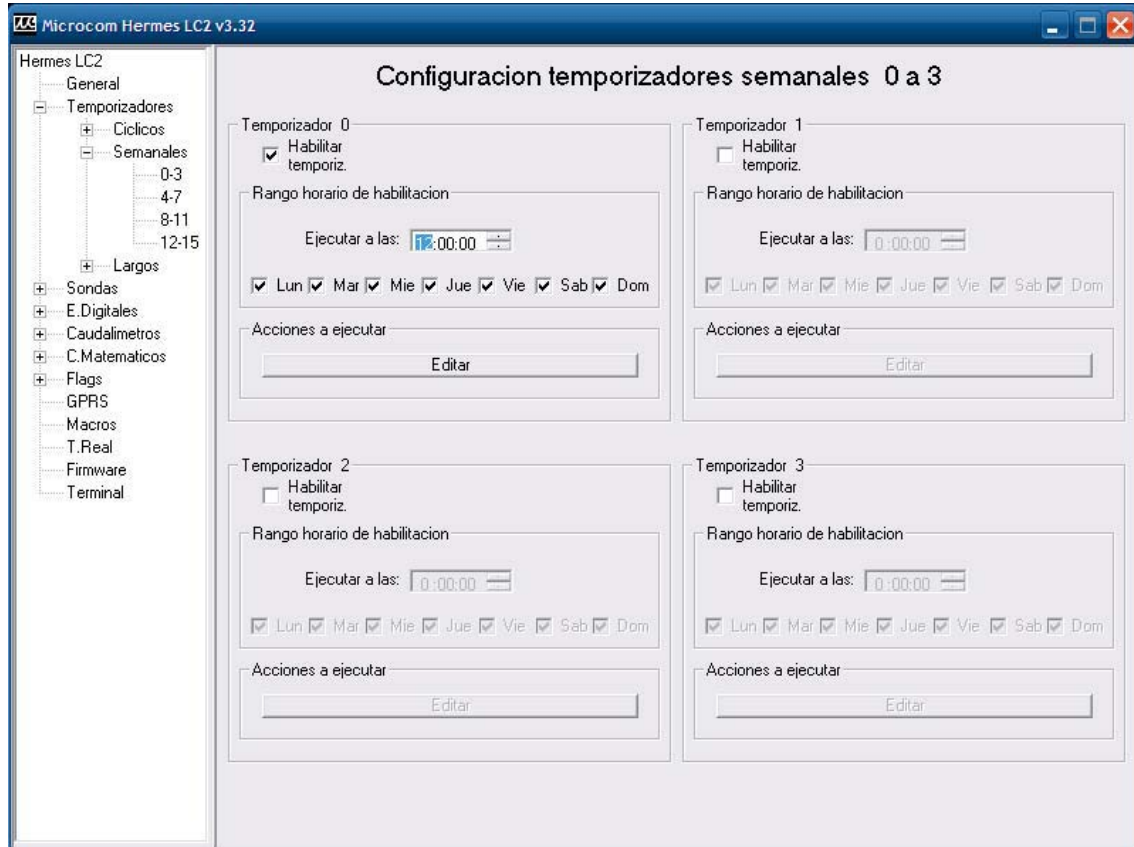 Microcom Hermes LC2 v3.32
Hermes LC2
General
Temporizadores
Ciclicos
Semanales
0-3
4-7
8-11
12-15
Largos
Sondas
E.Digitales
Caudalimetros
C.Matematicos
Flags
GPRS
Macros
T.Real
Firmware
Terminal
Configuracion temporizadores semanales 0 a 3
Temporizador 0
Habilitar
temporiz.
Rango horario de habilitacion
Ejecutar a las: 12:00:00
Lun Mar Mie Jue Vie Sab Dom
Acciones a ejecutar
Editar
Temporizador 1
Habilitar
temporiz.
Rango horario de habilitacion
Ejecutar a las: 0:00:00
Lun Mar Mie Jue Vie Sab Dom
Acciones a ejecutar
Editar
Temporizador 2
Habilitar
temporiz.
Rango horario de habilitacion
Ejecutar a las: 0:00:00
Lun Mar Mie Jue Vie Sab Dom
Acciones a ejecutar
Editar
Temporizador 3
Habilitar
temporiz.
Rango horario de habilitacion
Ejecutar a las: 0:00:00
Lun Mar Mie Jue Vie Sab Dom
Acciones a ejecutar
Editar